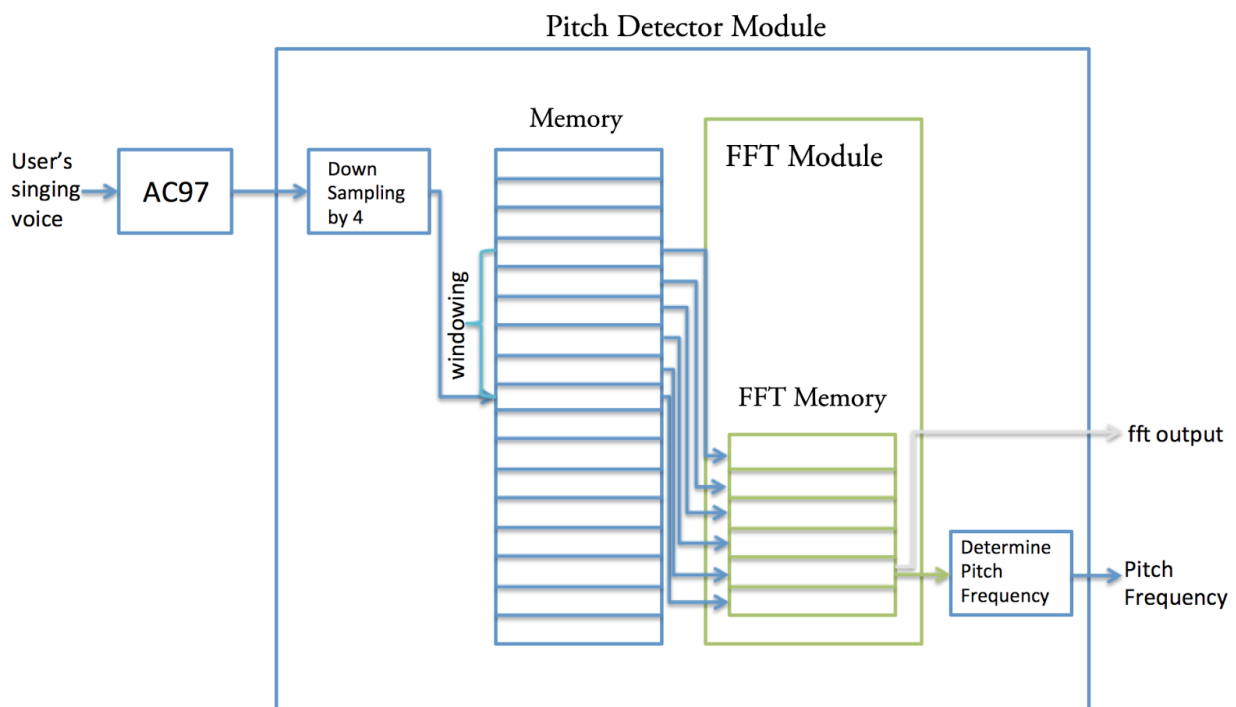 Pitch Detector Module
User's
singing
voice
AC97
Down
Sampling
by 4
windowing
Memory
FFT Module
FFT Memory
fft output
Determine
Pitch
Frequency
Pitch
Frequency